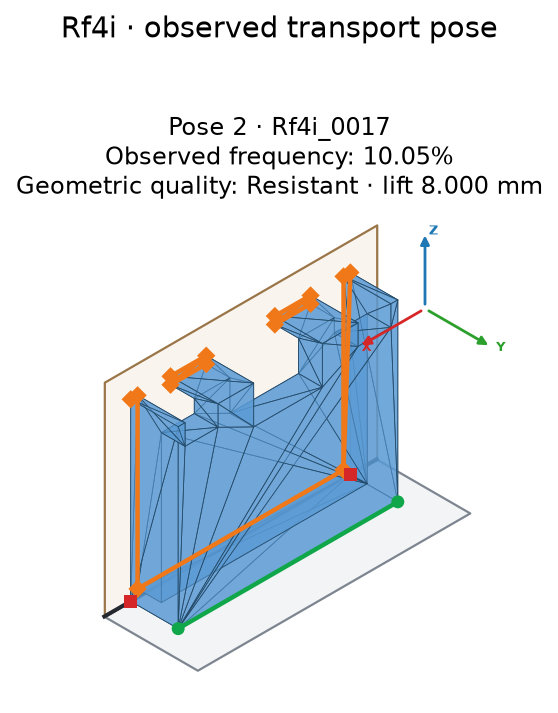 Rf4i · observed transport pose
Pose 2 · Rf4i_0017
Observed frequency: 10.05%
Geometric quality: Resistant · lift 8.000 mm
Z
X
Y